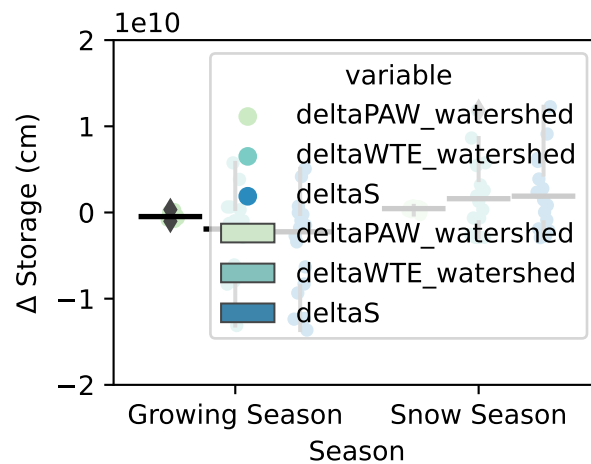 1e10
2
1
0
−1
−2
Δ Storage (cm)
variable
deltaPAW_watershed
deltaWTE_watershed
deltaS
deltaPAW_watershed
deltaWTE_watershed
deltaS
Growing Season
Snow Season
Season